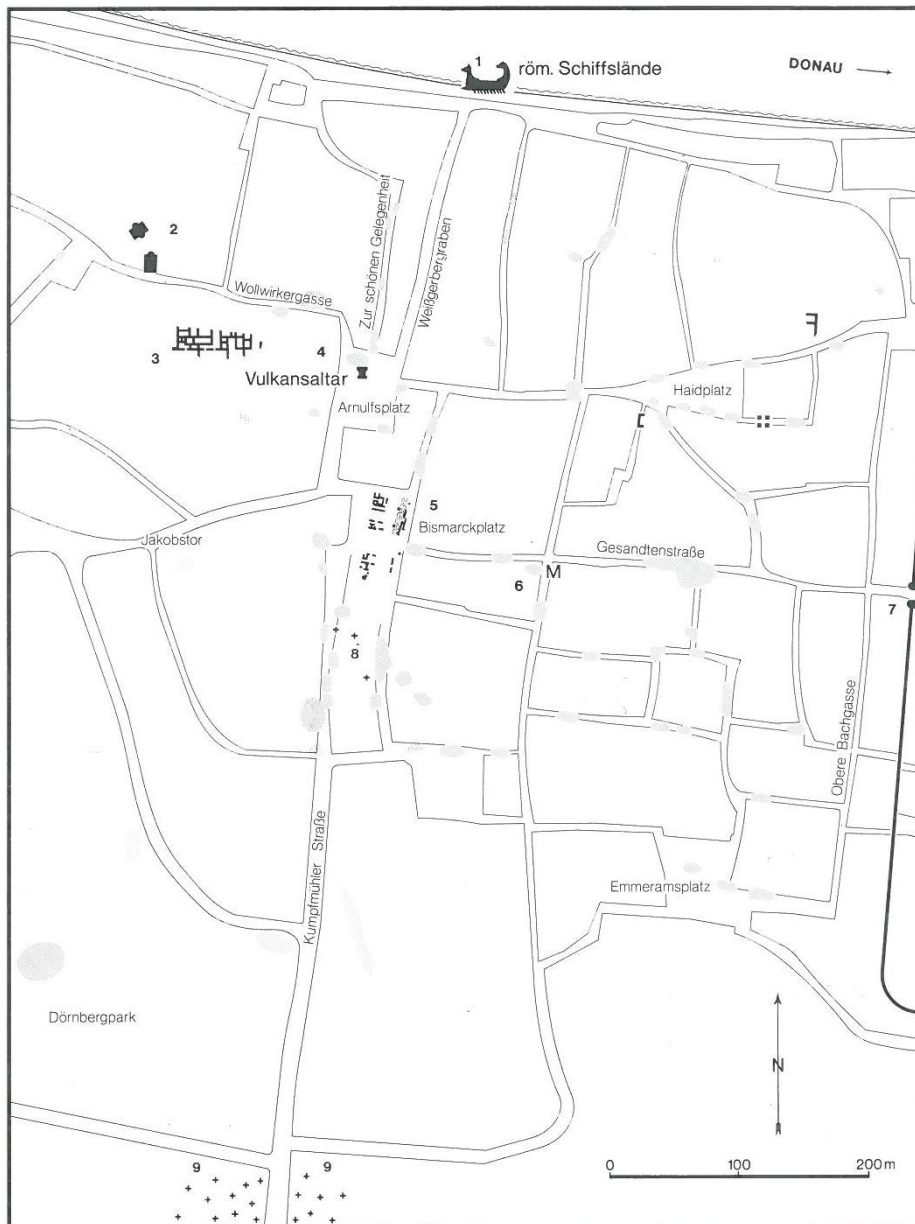 1
röm. Schiffslände
DONAU
2
Zur schönen Gelegenheit
Weißgerbergraben
Wollwirkergasse
3
4
Vulkansaltar
Arnulfsplatz
Haidplatz
5
Bismarckplatz
Jakobstor
Gesandtenstraße
6
M
7
8
Obere Bachgasse
Kumpfmühler Straße
Emmeramsplatz
Dörnbergpark
N
0 100 200 m
9 9